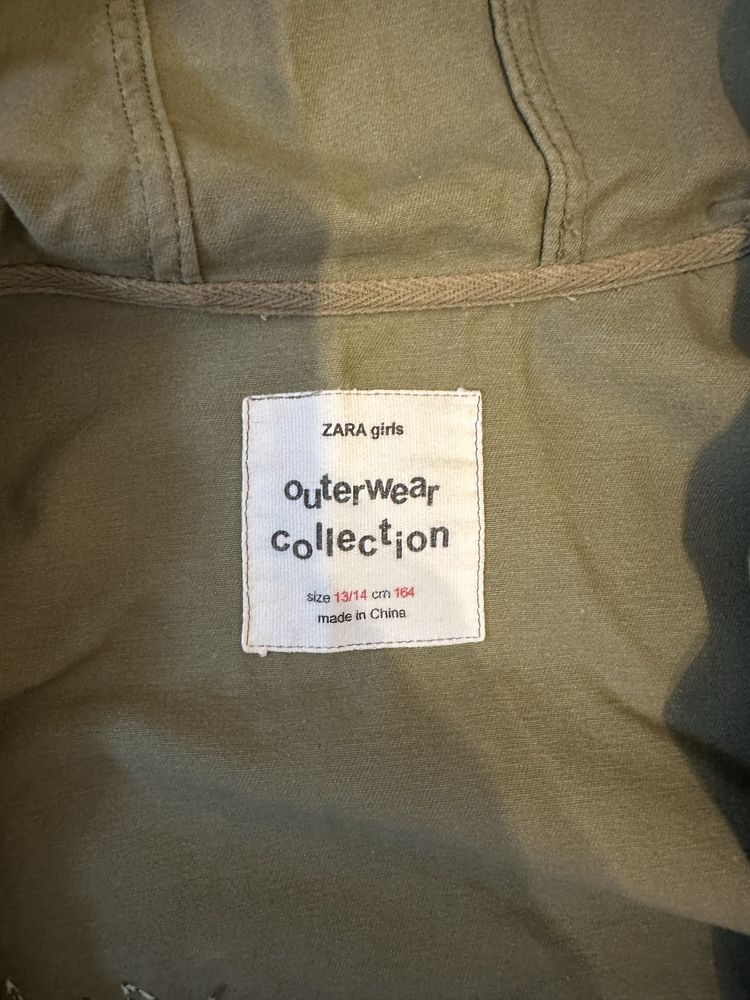 ZARA girls
outerwear
collection
size 13/14 cm 164
made in China